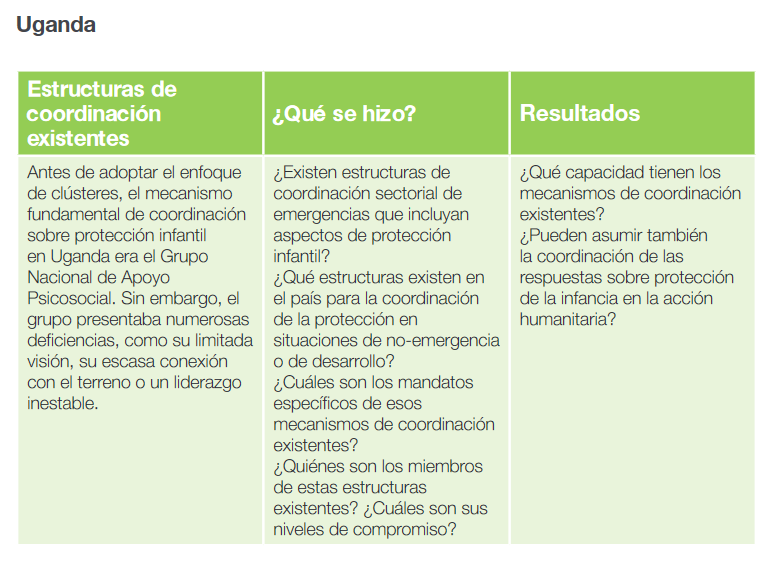 Uganda
Estructuras de
coordinación
existentes
¿Qué se hizo?
Resultados
Antes de adoptar el enfoque
de clústeres, el mecanismo
fundamental de coordinación
sobre protección infantil
en Uganda era el Grupo
Nacional de Apoyo
Psicosocial. Sin embargo, el
grupo presentaba numerosas
deficiencias, como su limitada
visión, su escasa conexión
con el terreno o un liderazgo
inestable.
¿Existen estructuras de
coordinación sectorial de
emergencias que incluyan
aspectos de protección
infantil?
¿Qué estructuras existen en
el país para la coordinación
de la protección en
situaciones de no-emergencia
o de desarrollo?
¿Cuáles son los mandatos
específicos de esos
mecanismos de coordinación
existentes?
¿Quiénes son los miembros
de estas estructuras
existentes? ¿Cuáles son sus
niveles de compromiso?
¿Qué capacidad tienen los
mecanismos de coordinación
existentes?
¿Pueden asumir también
la coordinación de las
respuestas sobre protección
de la infancia en la acción
humanitaria?